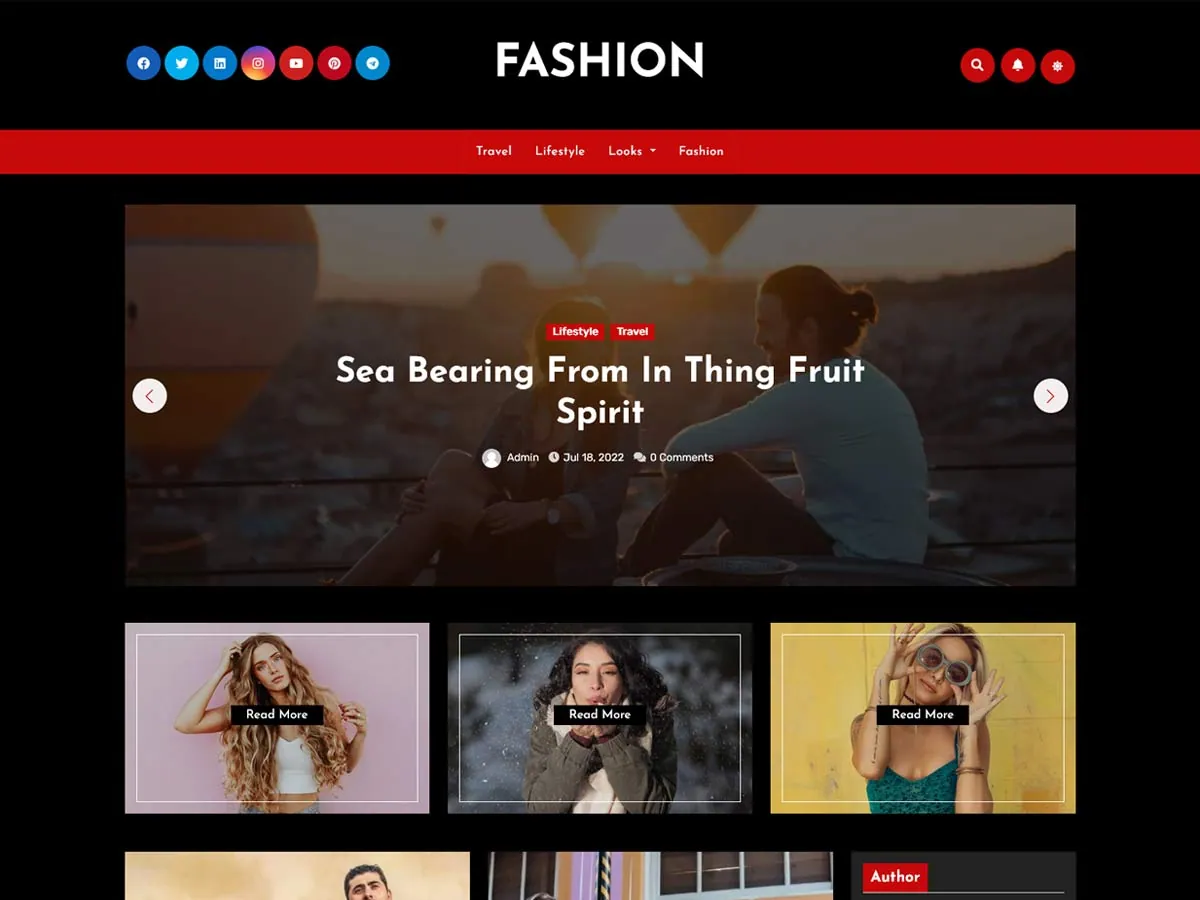 FASHION
Travel Lifestyle Looks Fashion
Lifestyle Travel
Sea Bearing From In Thing Fruit
Spirit
Admin Jul 18, 2022 0 Comments
Read More Read More Read More
Author